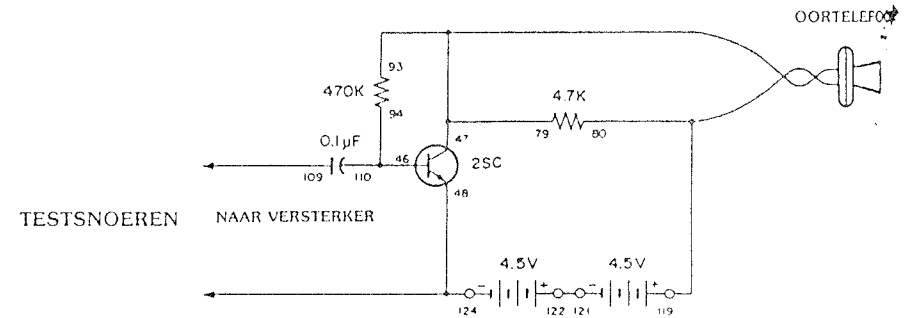 OORTELEFOON
93
470K
94
4.7K
79 80
0.1µF
47
46
2SC
109 110
48
TESTSNOEREN NAAR VERSTERKER
4.5V 4.5V
- + - +
124 122 121 119